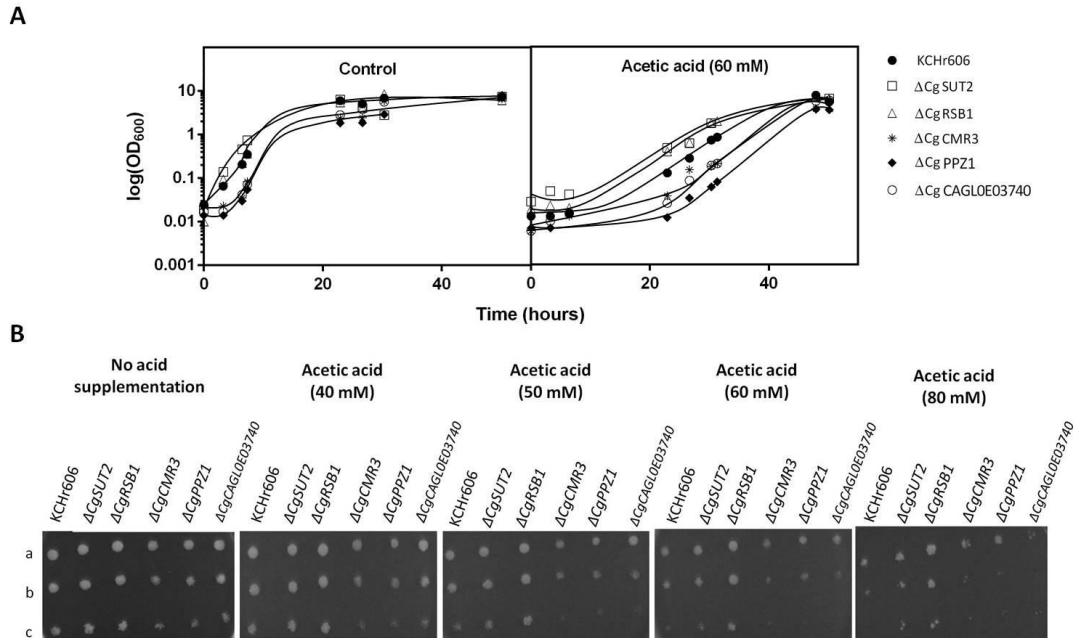 A
Control
Acetic acid (60 mM)
log(OD600)
10
1
0.1
0.01
0.001
0
20
40
0
20
40
Time (hours)
KCHr606
ΔCg SUT2
ΔCg RSB1
ΔCg CMR3
ΔCg PPZ1
ΔCg CAGL0E03740
B
No acid
supplementation
Acetic acid
(40 mM)
Acetic acid
(50 mM)
Acetic acid
(60 mM)
Acetic acid
(80 mM)
KCHr606
ΔCgSUT2
ΔCgRSB1
ΔCgCMR3
ΔCgPPZ1
ΔCgCAGL0E03740
KCHr606
ΔCgSUT2
ΔCgRSB1
ΔCgCMR3
ΔCgPPZ1
ΔCgCAGL0E03740
KCHr606
ΔCgSUT2
ΔCgRSB1
ΔCgCMR3
ΔCgPPZ1
ΔCgCAGL0E03740
KCHr606
ΔCgSUT2
ΔCgRSB1
ΔCgCMR3
ΔCgPPZ1
ΔCgCAGL0E03740
KCHr606
ΔCgSUT2
ΔCgRSB1
ΔCgCMR3
ΔCgPPZ1
ΔCgCAGL0E03740
a
b
c